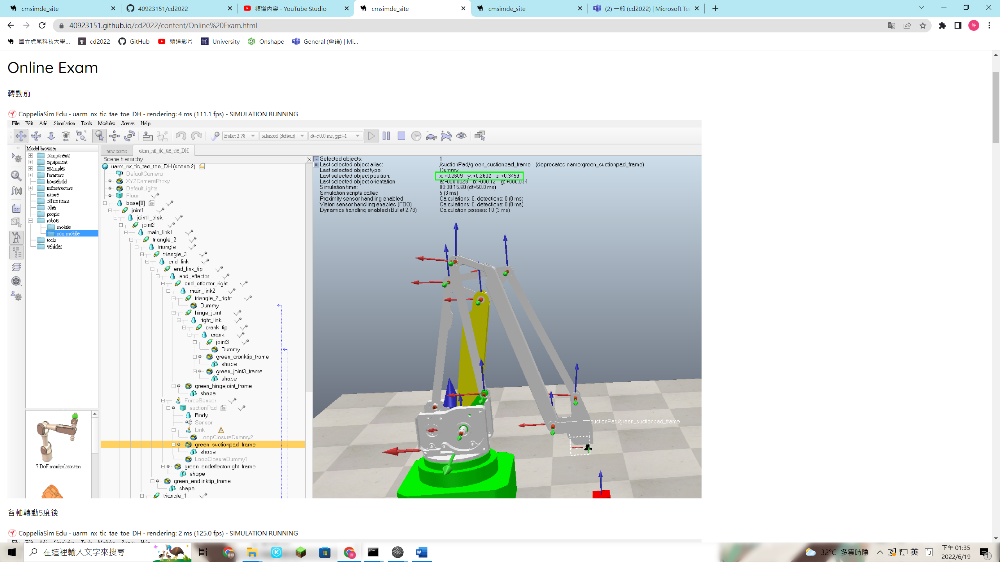 cmsimde_site
40923151/cd2022
頻道內容 - YouTube Studio
cmsimde_site
cmsimde_site
(2) 一般 (cd2022) | Microsoft Te
40923151.github.io/cd2022/content/Online%20Exam.html
許
國立虎尾科技大學...
cd2022
GitHub
頻道影片
University
Onshape
General (會議) | Mi...
Online Exam
轉動前
CoppeliaSim Edu - uarm_nx_tic_tae_toe_DH - rendering: 4 ms (111.1 fps) - SIMULATION RUNNING
File Edit Add Simulation Tools Modules Scenes Help
Bullet 2.78
balanced (default)
dt=50.0 ms, ppf=1
Model browser
components
equipment
examples
furniture
household
infrastructure
nature
office items
other
people
robots
mobile
non-mobile
tools
vehicles
7 DoF manipulator.ttm
new scene
uarm_nx_tic_tae_toe_DH
Scene hierarchy
uarm_nx_tic_tae_toe_DH (scene 2)
DefaultCamera
XYZCameraProxy
DefaultLights
Floor
base[0]
joint1
joint1_disk
joint2
main_link1
triangle_2
triangle
triangle_3
end_link
end_link_tip
end_effector
end_effector_right
main_link2
triangle_2_right
Dummy
hinge_joint
right_link
crank_tip
crank
joint3
Dummy
green_cranktip_frame
shape
green_joint3_frame
shape
green_hingejoint_frame
shape
ForceSensor
suctionPad
Body
Sensor
Link
LoopClosureDummy2
green_suctionpad_frame
shape
LoopClosureDummy1
green_endeffectorright_frame
shape
green_endlinktip_frame
shape
triangle_1
Selected objects: 1
Last selected object alias: /suctionPad/green_suctionpad_frame (deprecated name:green_suctionpad_frame)
Last selected object type: Dummy
Last selected object position: x: +0.2609 y: +0.2602 z: +0.3459
Last selected object orientation: a: -000.0028 b: -000.12 g: +000.034
Simulation time: 00:00:15.60 (dt=50.0 ms)
Simulation scripts called 5 (3 ms)
Proximity sensor handling enabled Calculations: 8, detections: 0 (0 ms)
Vision sensor handling enabled (FBO) Calculations: 0, detections: 0 (0 ms)
Dynamics handling enabled (Bullet 2.78) Calculation passes: 10 (3 ms)
suctionPad/green_suctionpad_frame
各軸轉動5度後
CoppeliaSim Edu - uarm_nx_tic_tae_toe_DH - rendering: 2 ms (125.0 fps) - SIMULATION RUNNING
File Edit Add Simulation Tools Modules Scenes Help
在這裡輸入文字來搜尋
32°C 多雲時陰
英
ㄅ
下午 01:35
2022/6/19
1